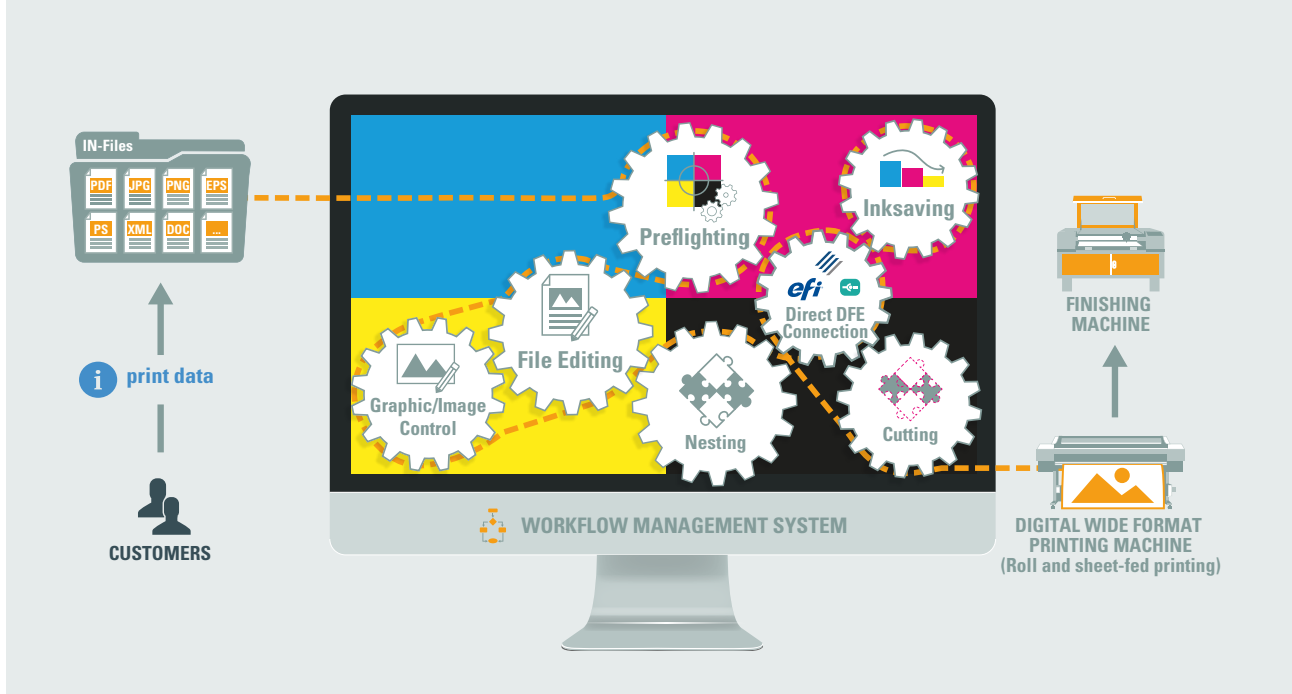 IN-Files
PDF JPG PNG EPS
PS XML DOC ...
i print data
CUSTOMERS
Preflighting
Inksaving
efi
Direct DFE
Connection
File Editing
Graphic/Image
Control
Nesting
Cutting
WORKFLOW MANAGEMENT SYSTEM
FINISHING
MACHINE
DIGITAL WIDE FORMAT
PRINTING MACHINE
(Roll and sheet-fed printing)